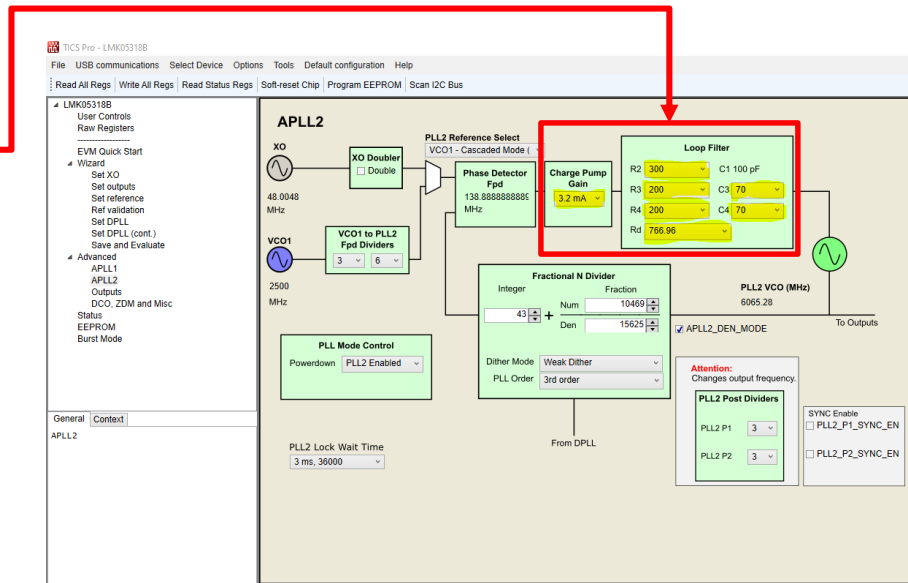 TICS Pro - LMK05318B
File USB communications Select Device Options Tools Default configuration Help
Read All Regs Write All Regs Read Status Regs Soft-reset Chip Program EEPROM Scan I2C Bus
LMK05318B
User Controls
Raw Registers
--------------------
EVM Quick Start
Wizard
Set XO
Set outputs
Set reference
Ref validation
Set DPLL
Set DPLL (cont.)
Save and Evaluate
Advanced
APLL1
APLL2
Outputs
DCO, ZDM and Misc
Status
EEPROM
Burst Mode
General Context
APLL2
APLL2
XO
48.0048
MHz
XO Doubler
Double
PLL2 Reference Select
VCO1 - Cascaded Mode (
VCO1
2500
MHz
VCO1 to PLL2
Fpd Dividers
3 6
Phase Detector
Fpd
138.8888888889
MHz
Charge Pump
Gain
3.2 mA
Loop Filter
R2 300 C1 100 pF
R3 200 C3 70
R4 200 C4 70
Rd 766.96
Fractional N Divider
Integer Fraction
43 + Num 10469
Den 15625
Dither Mode Weak Dither
PLL Order 3rd order
From DPLL
PLL2 VCO (MHz)
6065.28
To Outputs
APLL2_DEN_MODE
PLL Mode Control
Powerdown PLL2 Enabled
PLL2 Lock Wait Time
3 ms, 36000
Attention:
Changes output frequency.
PLL2 Post Dividers
PLL2 P1 3
PLL2 P2 3
SYNC Enable
PLL2_P1_SYNC_EN
PLL2_P2_SYNC_EN